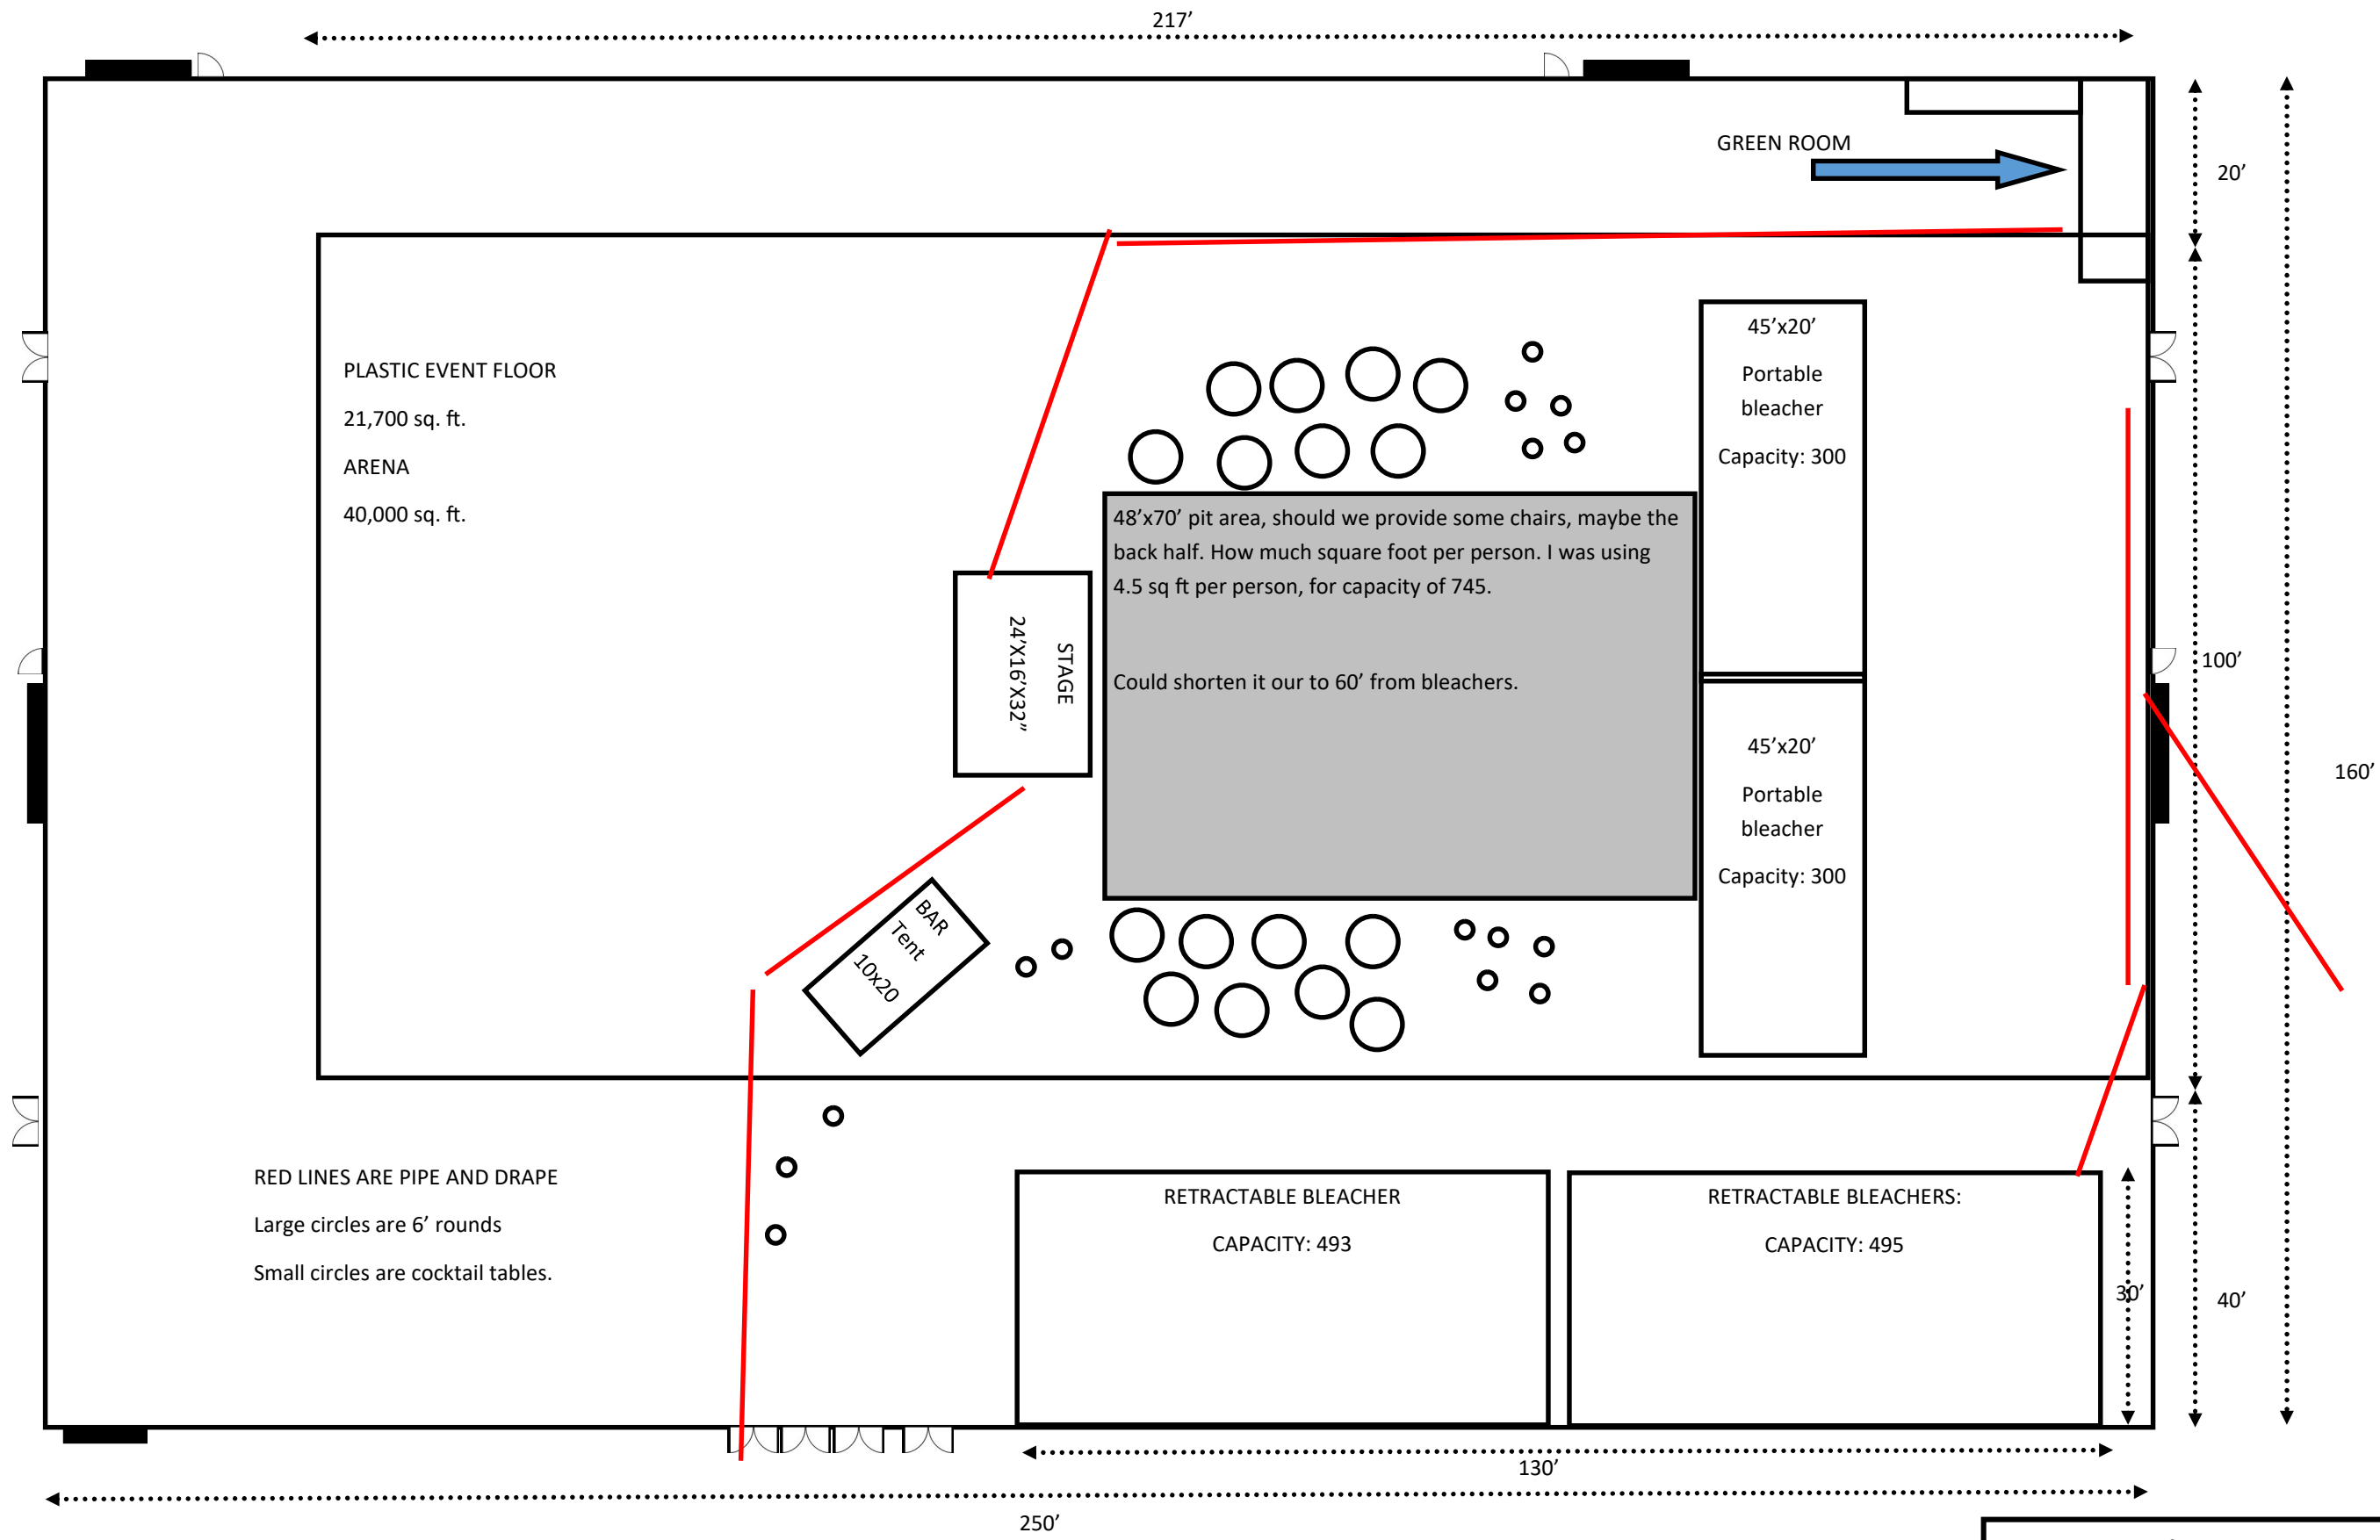 217’
GREEN ROOM
20’
PLASTIC EVENT FLOOR
21,700 sq. ft.
ARENA
40,000 sq. ft.
45’x20’
Portable
bleacher
Capacity: 300
48’x70’ pit area, should we provide some chairs, maybe the
back half. How much square foot per person. I was using
4.5 sq ft per person, for capacity of 745.
Could shorten it our to 60’ from bleachers.
STAGE
24’X16’X32”
100’
160’
45’x20’
Portable
bleacher
Capacity: 300
BAR
Tent
10x20
RED LINES ARE PIPE AND DRAPE
Large circles are 6’ rounds
Small circles are cocktail tables.
RETRACTABLE BLEACHER
CAPACITY: 493
RETRACTABLE BLEACHERS:
CAPACITY: 495
30’
40’
130’
250’